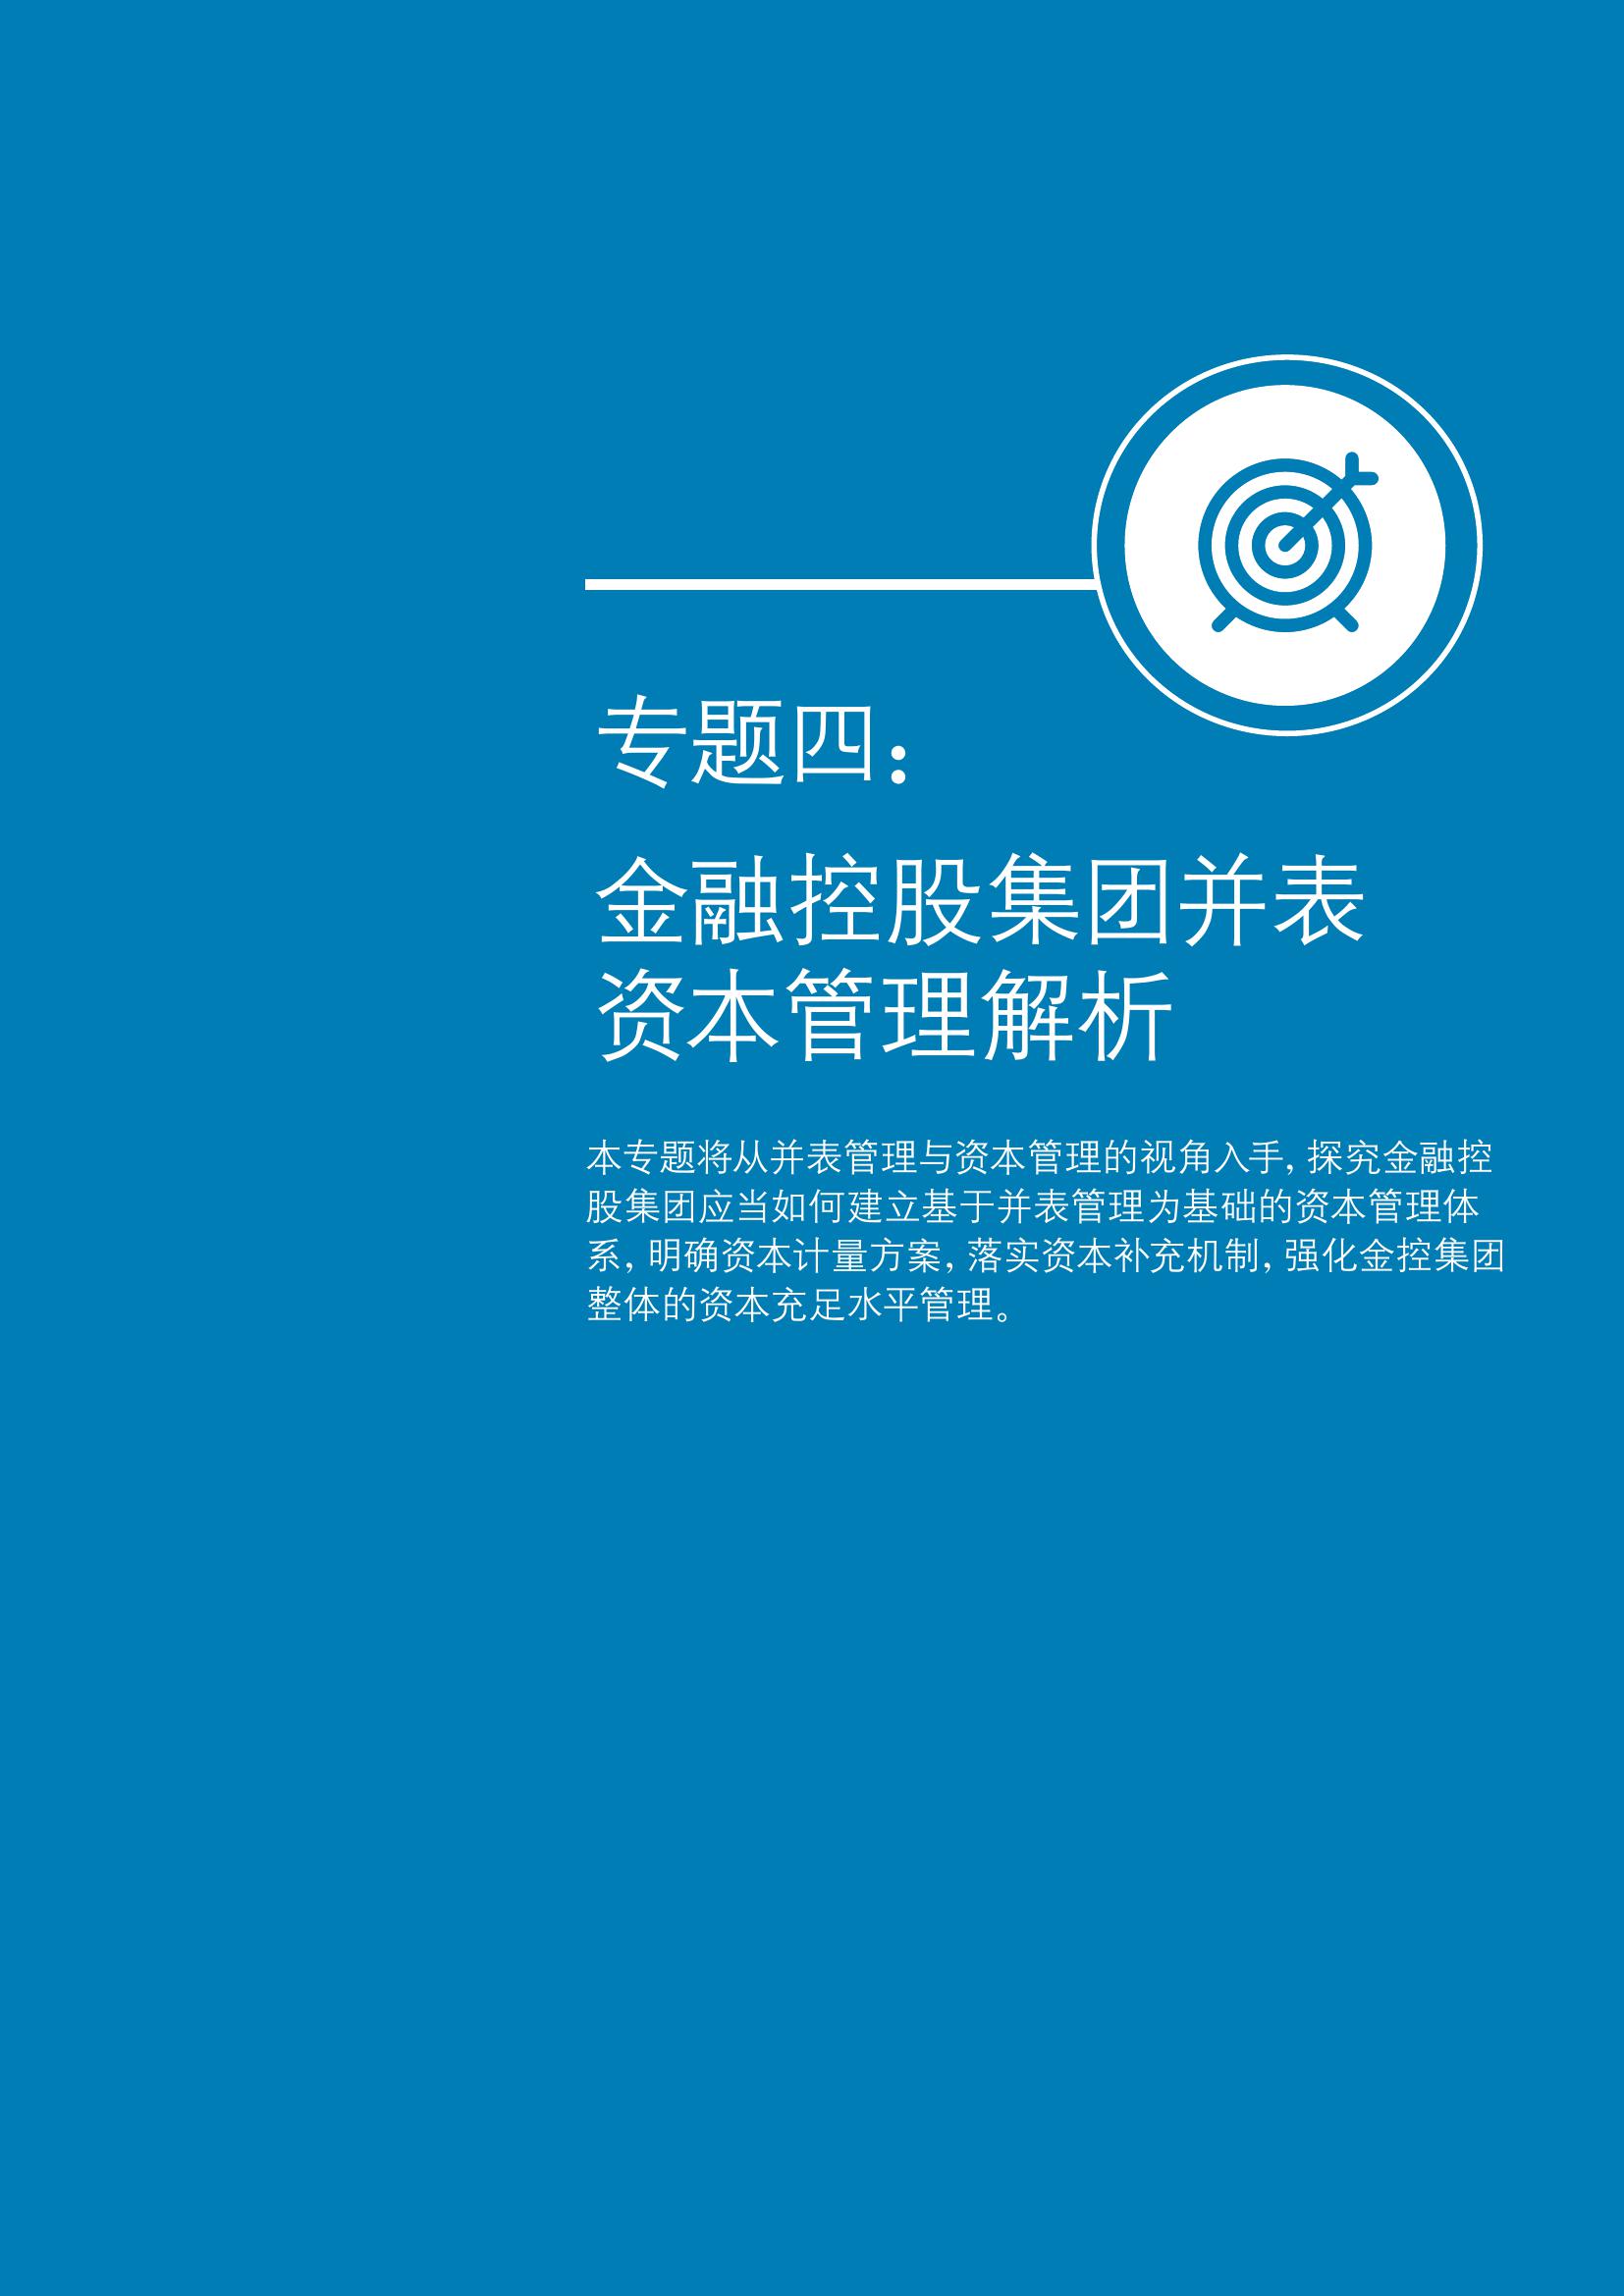 专题四：
金融控股集团并表
资本管理解析
本专题将从并表管理与资本管理的视角入手，探究金融控
股集团应当如何建立基于并表管理为基础的资本管理体
系，明确资本计量方案，落实资本补充机制，强化金控集团
整体的资本充足水平管理。